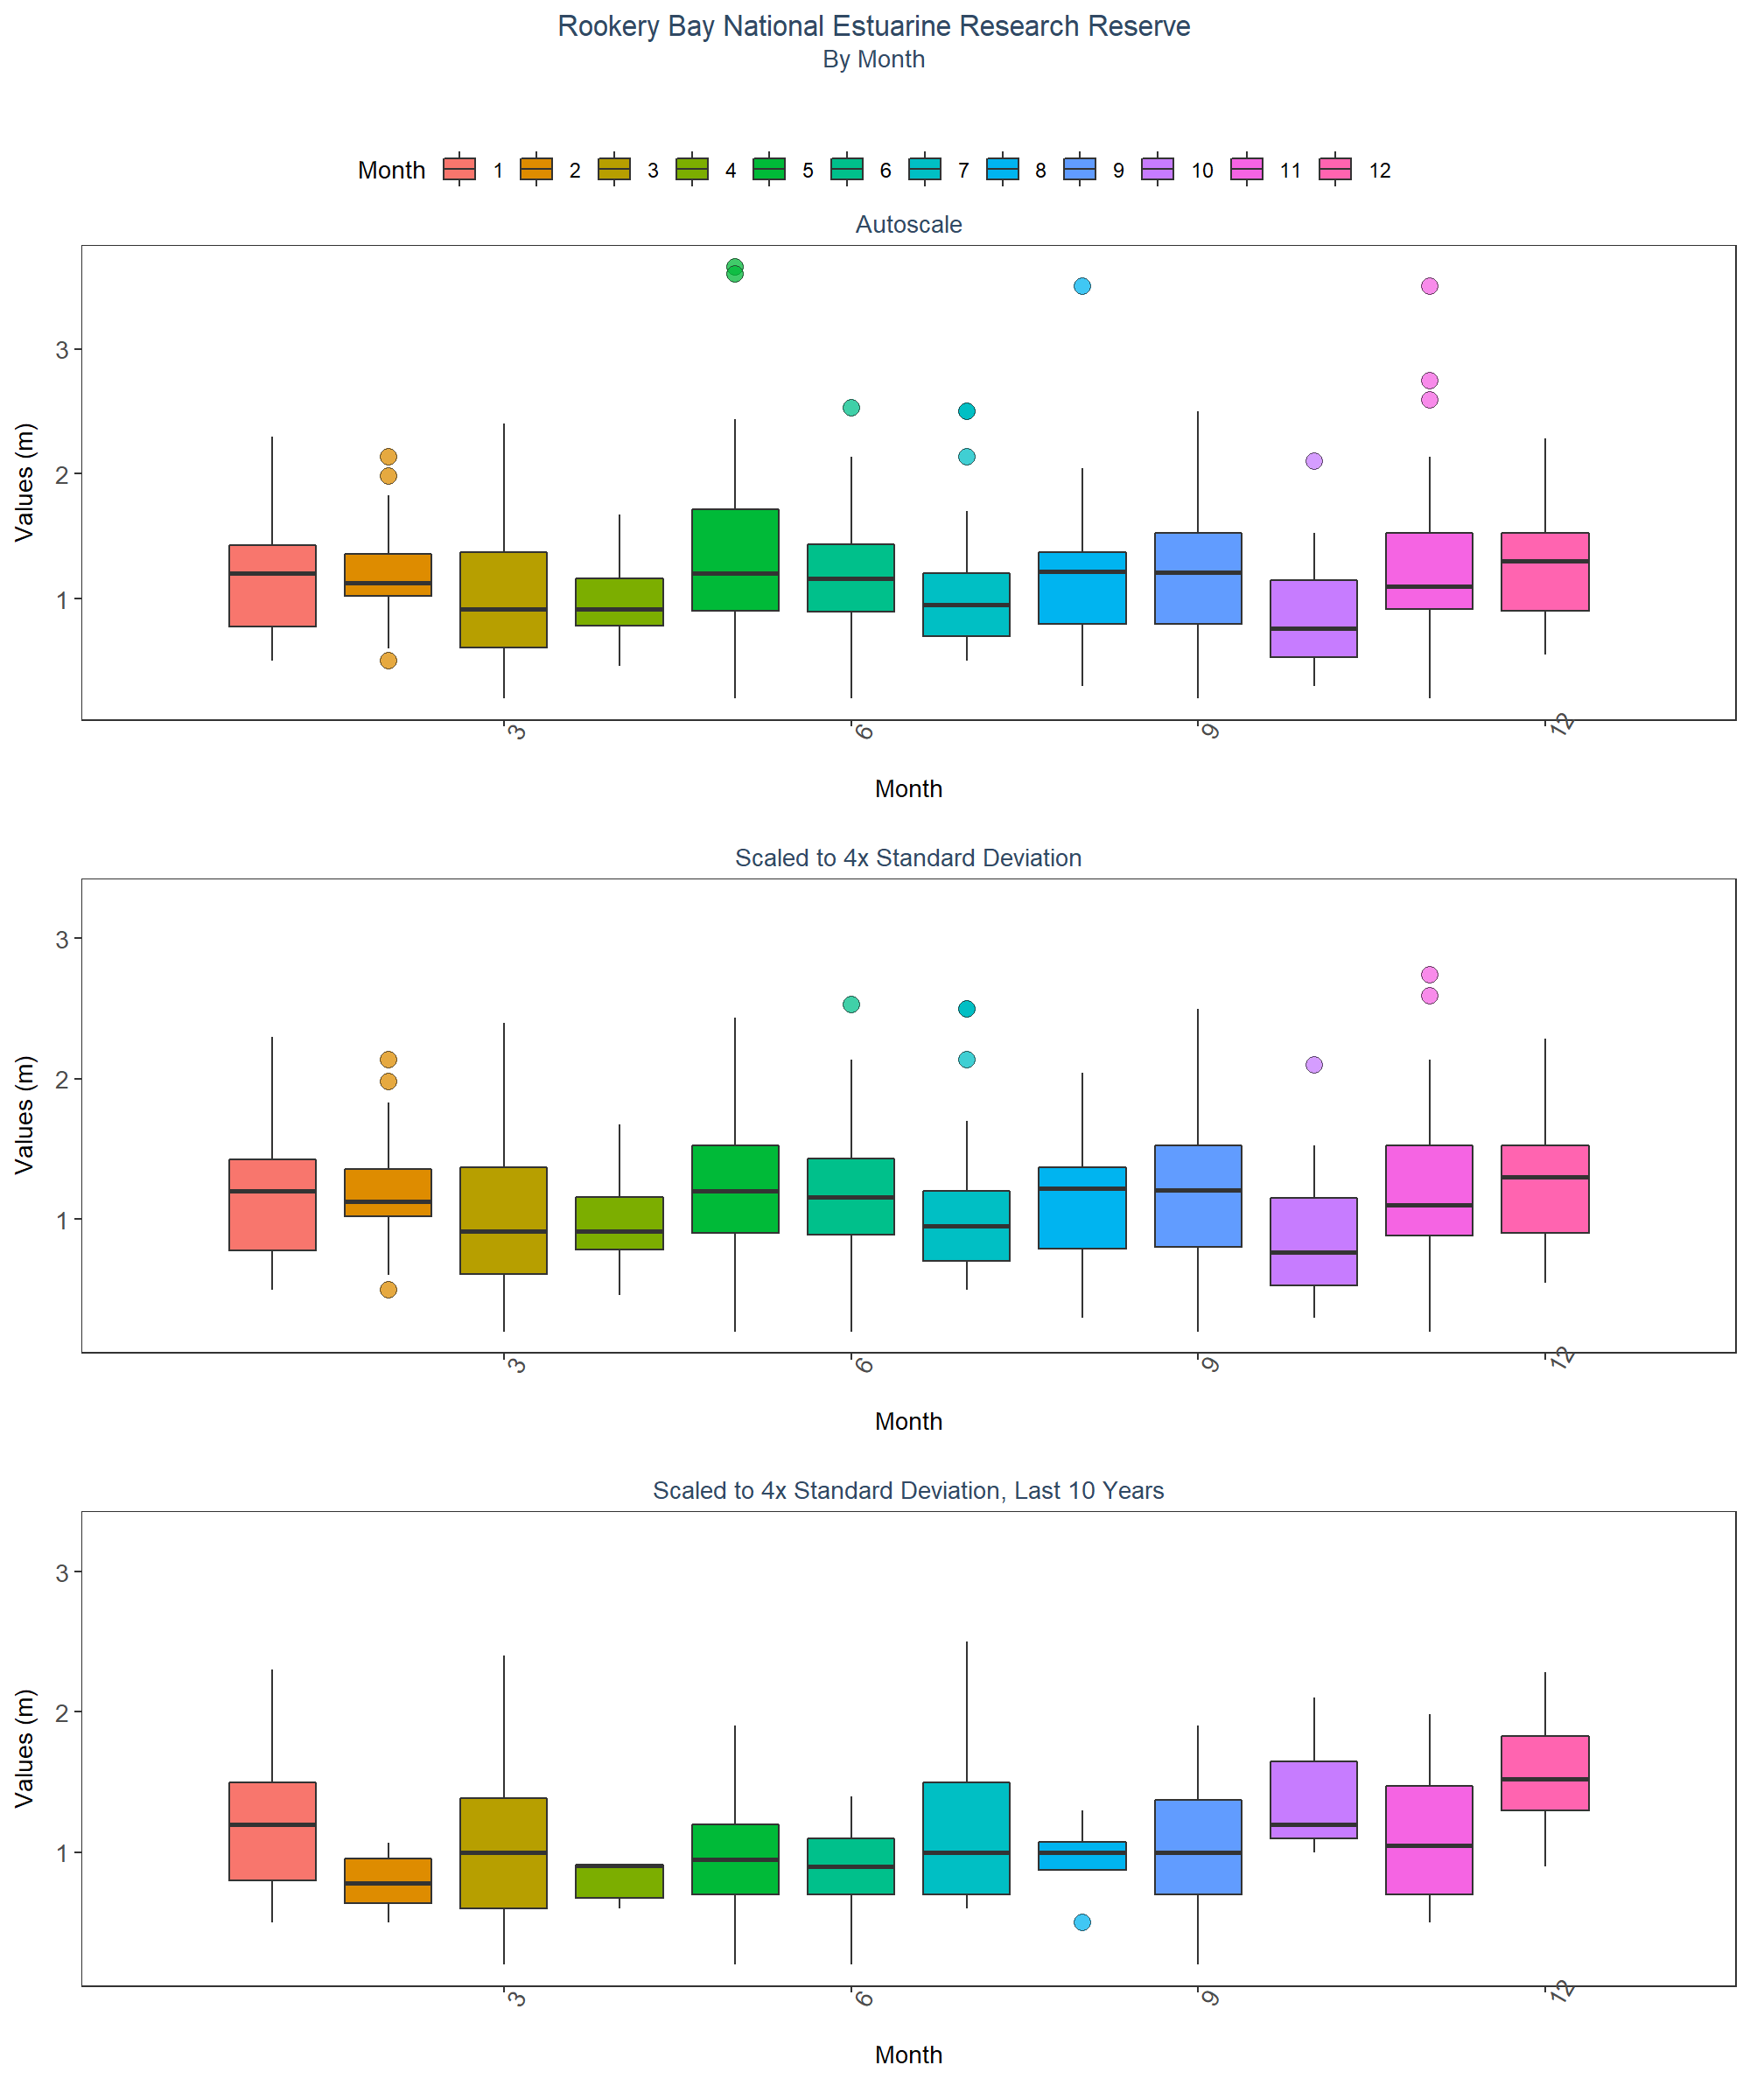 Rookery Bay National Estuarine Research Reserve
By Month
Month 1 2 3 4 5 6 7 8 9 10 11 12
Autoscale
Values (m)
3
2
1
3 6 9 12
Month
Scaled to 4x Standard Deviation
Values (m)
3
2
1
3 6 9 12
Month
Scaled to 4x Standard Deviation, Last 10 Years
Values (m)
3
2
1
3 6 9 12
Month